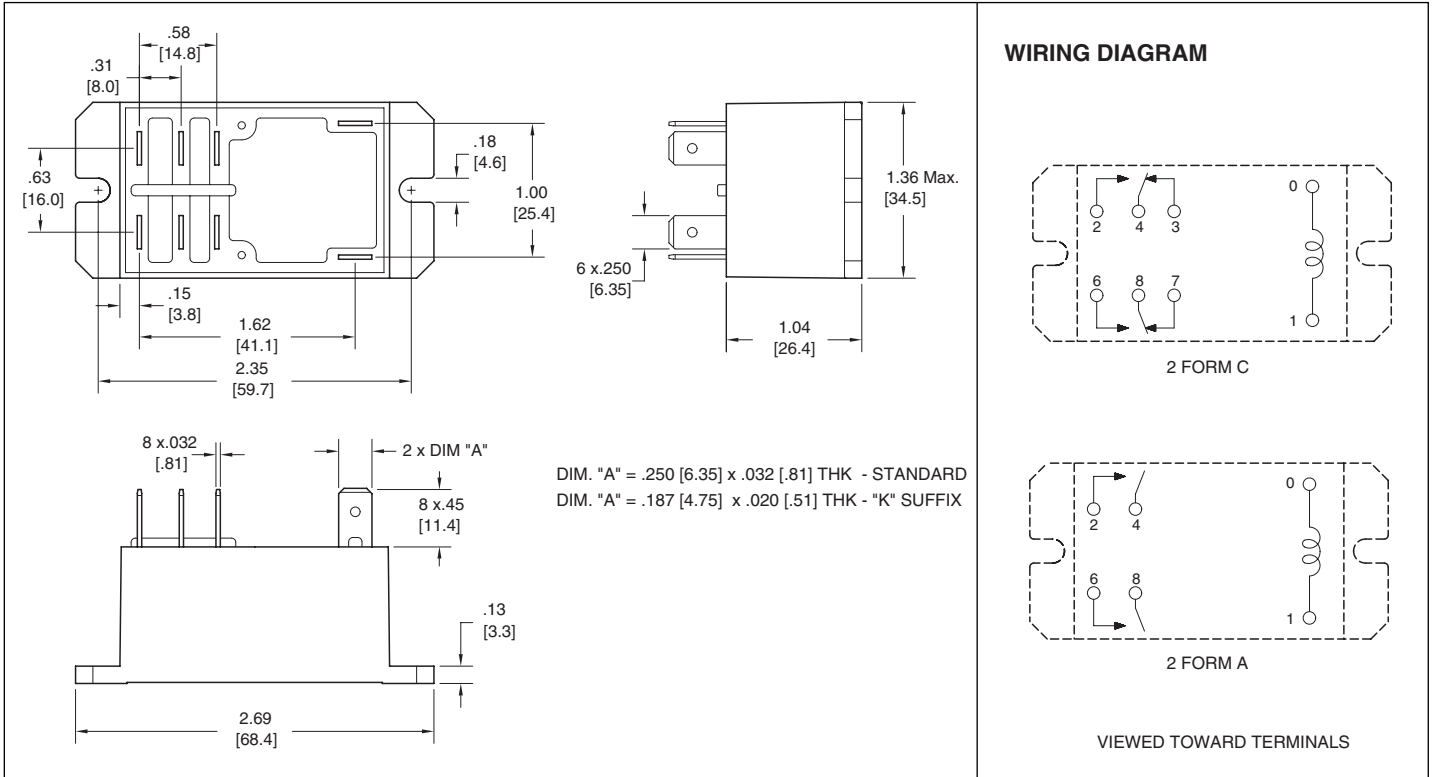 .58
[14.8]
.31
[8.0]
.63
[16.0]
.18
[4.6]
1.00
[25.4]
.15
[3.8]
1.62
[41.1]
2.35
[59.7]
6 x.250
[6.35]
1.36 Max.
[34.5]
1.04
[26.4]
8 x.032
[.81]
2 x DIM "A"
8 x.45
[11.4]
.13
[3.3]
2.69
[68.4]
DIM. "A" = .250 [6.35] x .032 [.81] THK - STANDARD
DIM. "A" = .187 [4.75] x .020 [.51] THK - "K" SUFFIX
WIRING DIAGRAM
0
2 4 3
6 8 7
1
2 FORM C
0
2 4
6 8
1
2 FORM A
VIEWED TOWARD TERMINALS